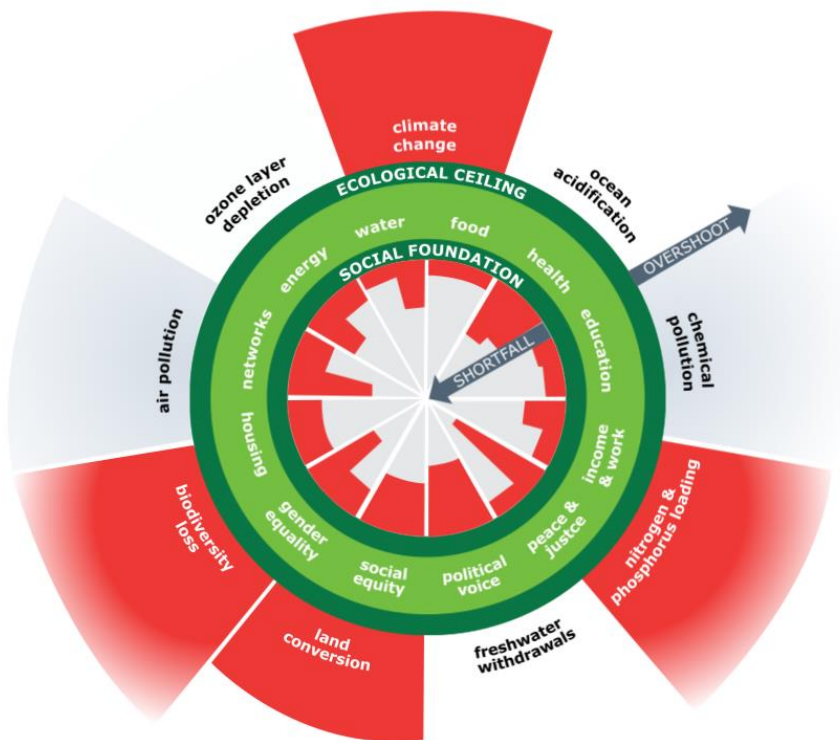 climate
change
ozone layer
depletion
ocean
acidification
ECOLOGICAL CEILING
OVERSHOOT
water
food
energy
health
SOCIAL FOUNDATION
networks
education
SHORTFALL
air pollution
chemical
pollution
housing
income
& work
gender
equality
peace &
justce
social
equity
political
voice
biodiversity
loss
nitrogen &
phosphorus loading
land
conversion
freshwater
withdrawals